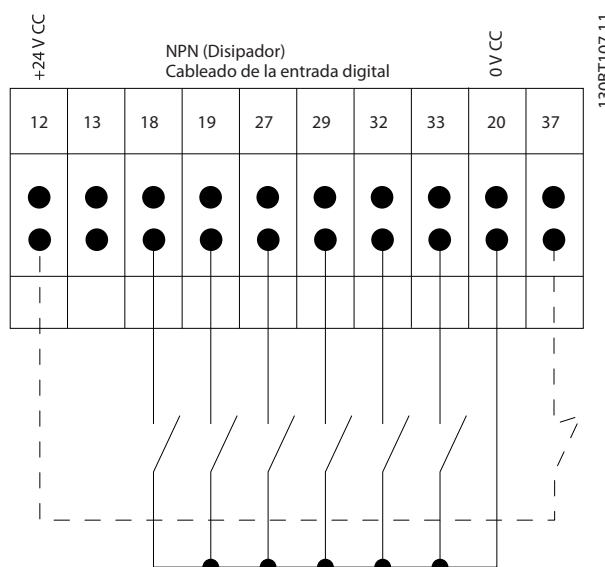 +24 V CC
NPN (Disipador)
Cableado de la entrada digital
0 V CC
130BT107.11
12 13 18 19 27 29 32 33 20 37